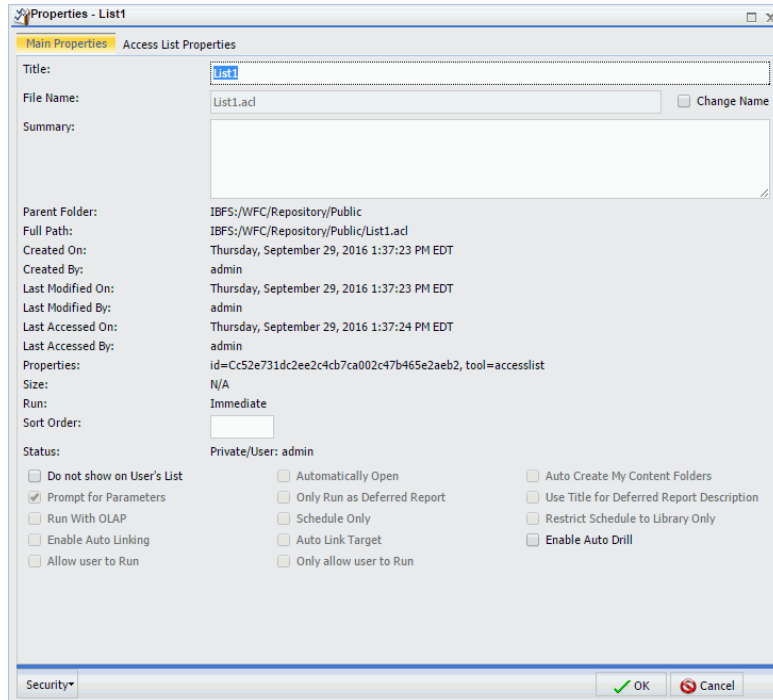 Properties - List1
Main Properties Access List Properties
Title: List1
File Name: List1.acl Change Name
Summary:
Parent Folder: IBFS:/WFC/Repository/Public
Full Path: IBFS:/WFC/Repository/Public/List1.acl
Created On: Thursday, September 29, 2016 1:37:23 PM EDT
Created By: admin
Last Modified On: Thursday, September 29, 2016 1:37:23 PM EDT
Last Modified By: admin
Last Accessed On: Thursday, September 29, 2016 1:37:24 PM EDT
Last Accessed By: admin
Properties: id=Cc52e731dc2ee2c4cb7ca002c47b465e2aeb2, tool=accesslist
Size: N/A
Run: Immediate
Sort Order:
Status: Private/User: admin
Do not show on User's List Automatically Open Auto Create My Content Folders
Prompt for Parameters Only Run as Deferred Report Use Title for Deferred Report Description
Run With OLAP Schedule Only Restrict Schedule to Library Only
Enable Auto Linking Auto Link Target Enable Auto Drill
Allow user to Run Only allow user to Run
Security OK Cancel